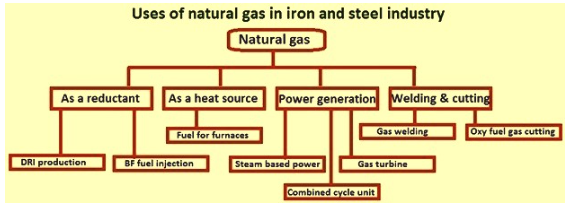 Uses of natural gas in iron and steel industry
Natural gas
As a reductant
As a heat source
Power generation
Welding & cutting
Fuel for furnaces
Gas welding
Oxy fuel gas cutting
DRI production
BF fuel injection
Steam based power
Gas turbine
Combined cycle unit